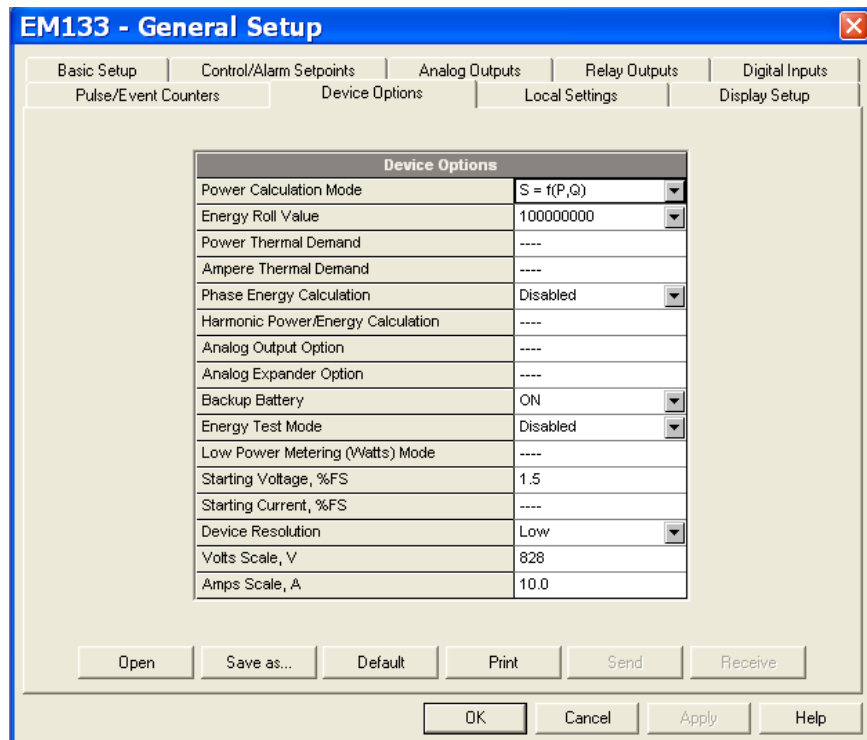 EM133 - General Setup
Basic Setup Control/Alarm Setpoints Analog Outputs Relay Outputs Digital Inputs
Pulse/Event Counters Device Options Local Settings Display Setup
Device Options
Power Calculation Mode S = f(P,Q)
Energy Roll Value 100000000
Power Thermal Demand ----
Ampere Thermal Demand ----
Phase Energy Calculation Disabled
Harmonic Power/Energy Calculation ----
Analog Output Option ----
Analog Expander Option ----
Backup Battery ON
Energy Test Mode Disabled
Low Power Metering (Watts) Mode ----
Starting Voltage, %FS 1.5
Starting Current, %FS ----
Device Resolution Low
Volts Scale, V 828
Amps Scale, A 10.0
Open Save as... Default Print Send Receive
OK Cancel Apply Help